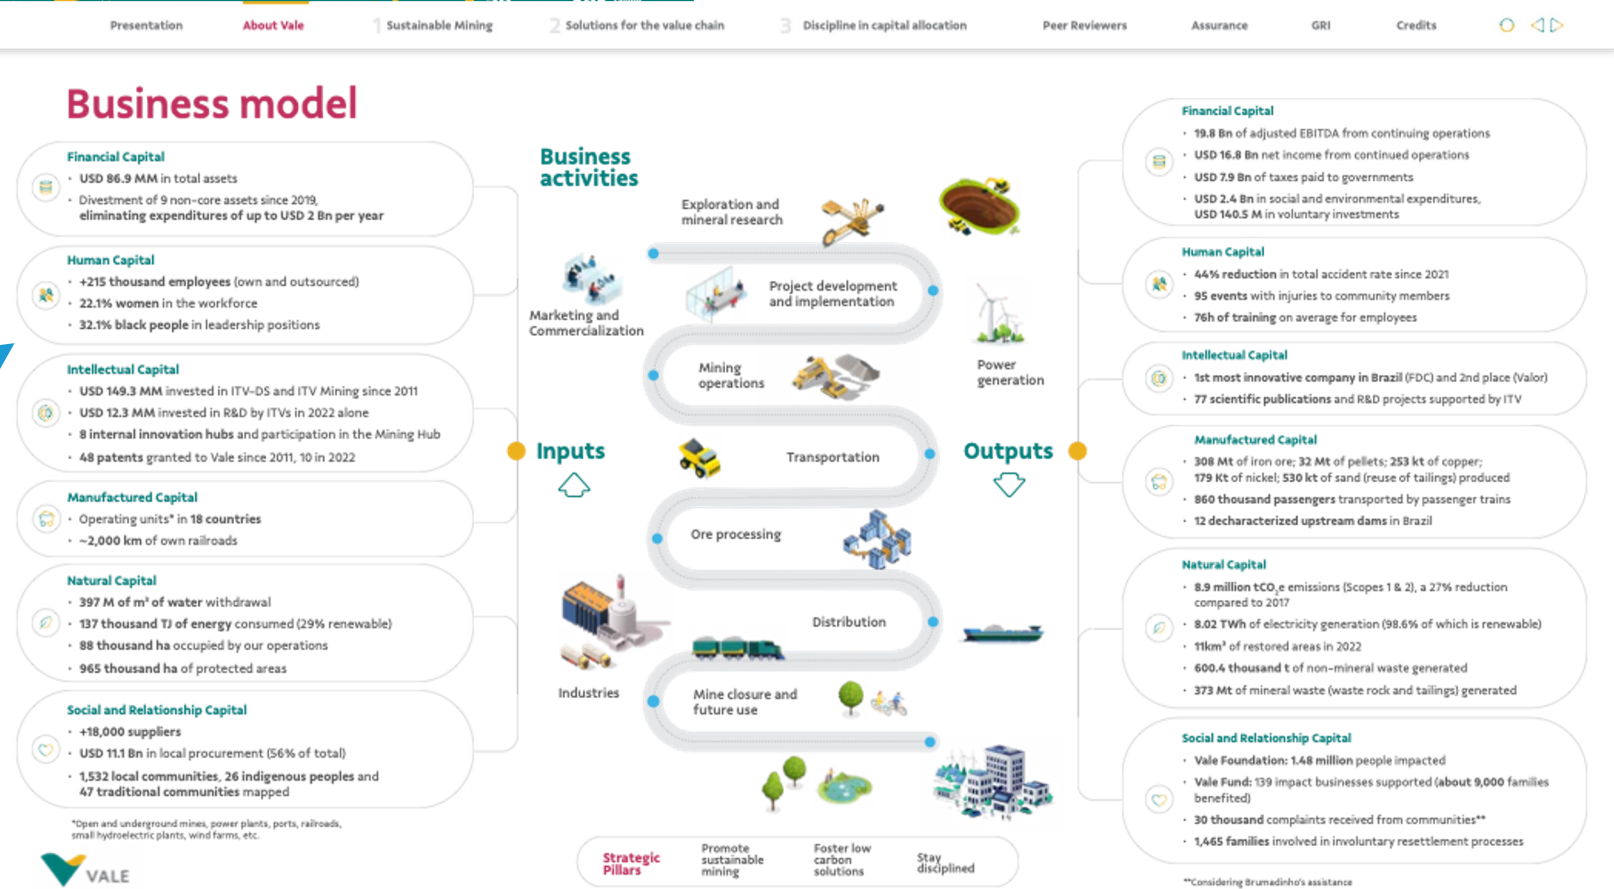 Presentation
About Vale
1 Sustainable Mining
2 Solutions for the value chain
3 Discipline in capital allocation
Peer Reviewers
Assurance
GRI
Credits
Business model
Financial Capital
· USD 86.9 MM in total assets
· Divestment of 9 non-core assets since 2019,
eliminating expenditures of up to USD 2 Bn per year
Human Capital
· +215 thousand employees (own and outsourced)
· 22.1% women in the workforce
· 32.1% black people in leadership positions
Intellectual Capital
· USD 149.3 MM invested in ITV-DS and ITV Mining since 2011
· USD 12.3 MM invested in R&D by ITVs in 2022 alone
· 8 internal innovation hubs and participation in the Mining Hub
· 48 patents granted to Vale since 2011, 10 in 2022
Manufactured Capital
· Operating units* in 18 countries
· ~2,000 km of own railroads
Natural Capital
· 397 M of m³ of water withdrawal
· 137 thousand TJ of energy consumed (29% renewable)
· 88 thousand ha occupied by our operations
· 965 thousand ha of protected areas
Social and Relationship Capital
· +18,000 suppliers
· USD 11.1 Bn in local procurement (56% of total)
· 1,532 local communities, 26 indigenous peoples and
47 traditional communities mapped
*Open and underground mines, power plants, ports, railroads,
small hydroelectric plants, wind farms, etc.
VALE
Business
activities
Exploration and
mineral research
Marketing and
Commercialization
Project development
and implementation
Power
generation
Mining
operations
Inputs
Transportation
Outputs
Ore processing
Distribution
Industries
Mine closure and
future use
Strategic
Pillars
Promote
sustainable
mining
Foster low
carbon
solutions
Stay
disciplined
Financial Capital
· 19.8 Bn of adjusted EBITDA from continuing operations
· USD 16.8 Bn net income from continued operations
· USD 7.9 Bn of taxes paid to governments
· USD 2.4 Bn in social and environmental expenditures,
USD 140.5 M in voluntary investments
Human Capital
· 44% reduction in total accident rate since 2021
· 95 events with injuries to community members
· 76h of training on average for employees
Intellectual Capital
· 1st most innovative company in Brazil (FDC) and 2nd place (Valor)
· 77 scientific publications and R&D projects supported by ITV
Manufactured Capital
· 308 Mt of iron ore; 32 Mt of pellets; 253 kt of copper;
179 Kt of nickel; 530 kt of sand (reuse of tailings) produced
· 860 thousand passengers transported by passenger trains
· 12 decharacterized upstream dams in Brazil
Natural Capital
· 8.9 million tCO₂e emissions (Scopes 1 & 2), a 27% reduction
compared to 2017
· 8.02 TWh of electricity generation (98.6% of which is renewable)
· 11km² of restored areas in 2022
· 600.4 thousand t of non-mineral waste generated
· 373 Mt of mineral waste (waste rock and tailings) generated
Social and Relationship Capital
· Vale Foundation: 1.48 million people impacted
· Vale Fund: 139 impact businesses supported (about 9,000 families
benefited)
· 30 thousand complaints received from communities**
· 1,465 families involved in involuntary resettlement processes
**Considering Brumadinho's assistance